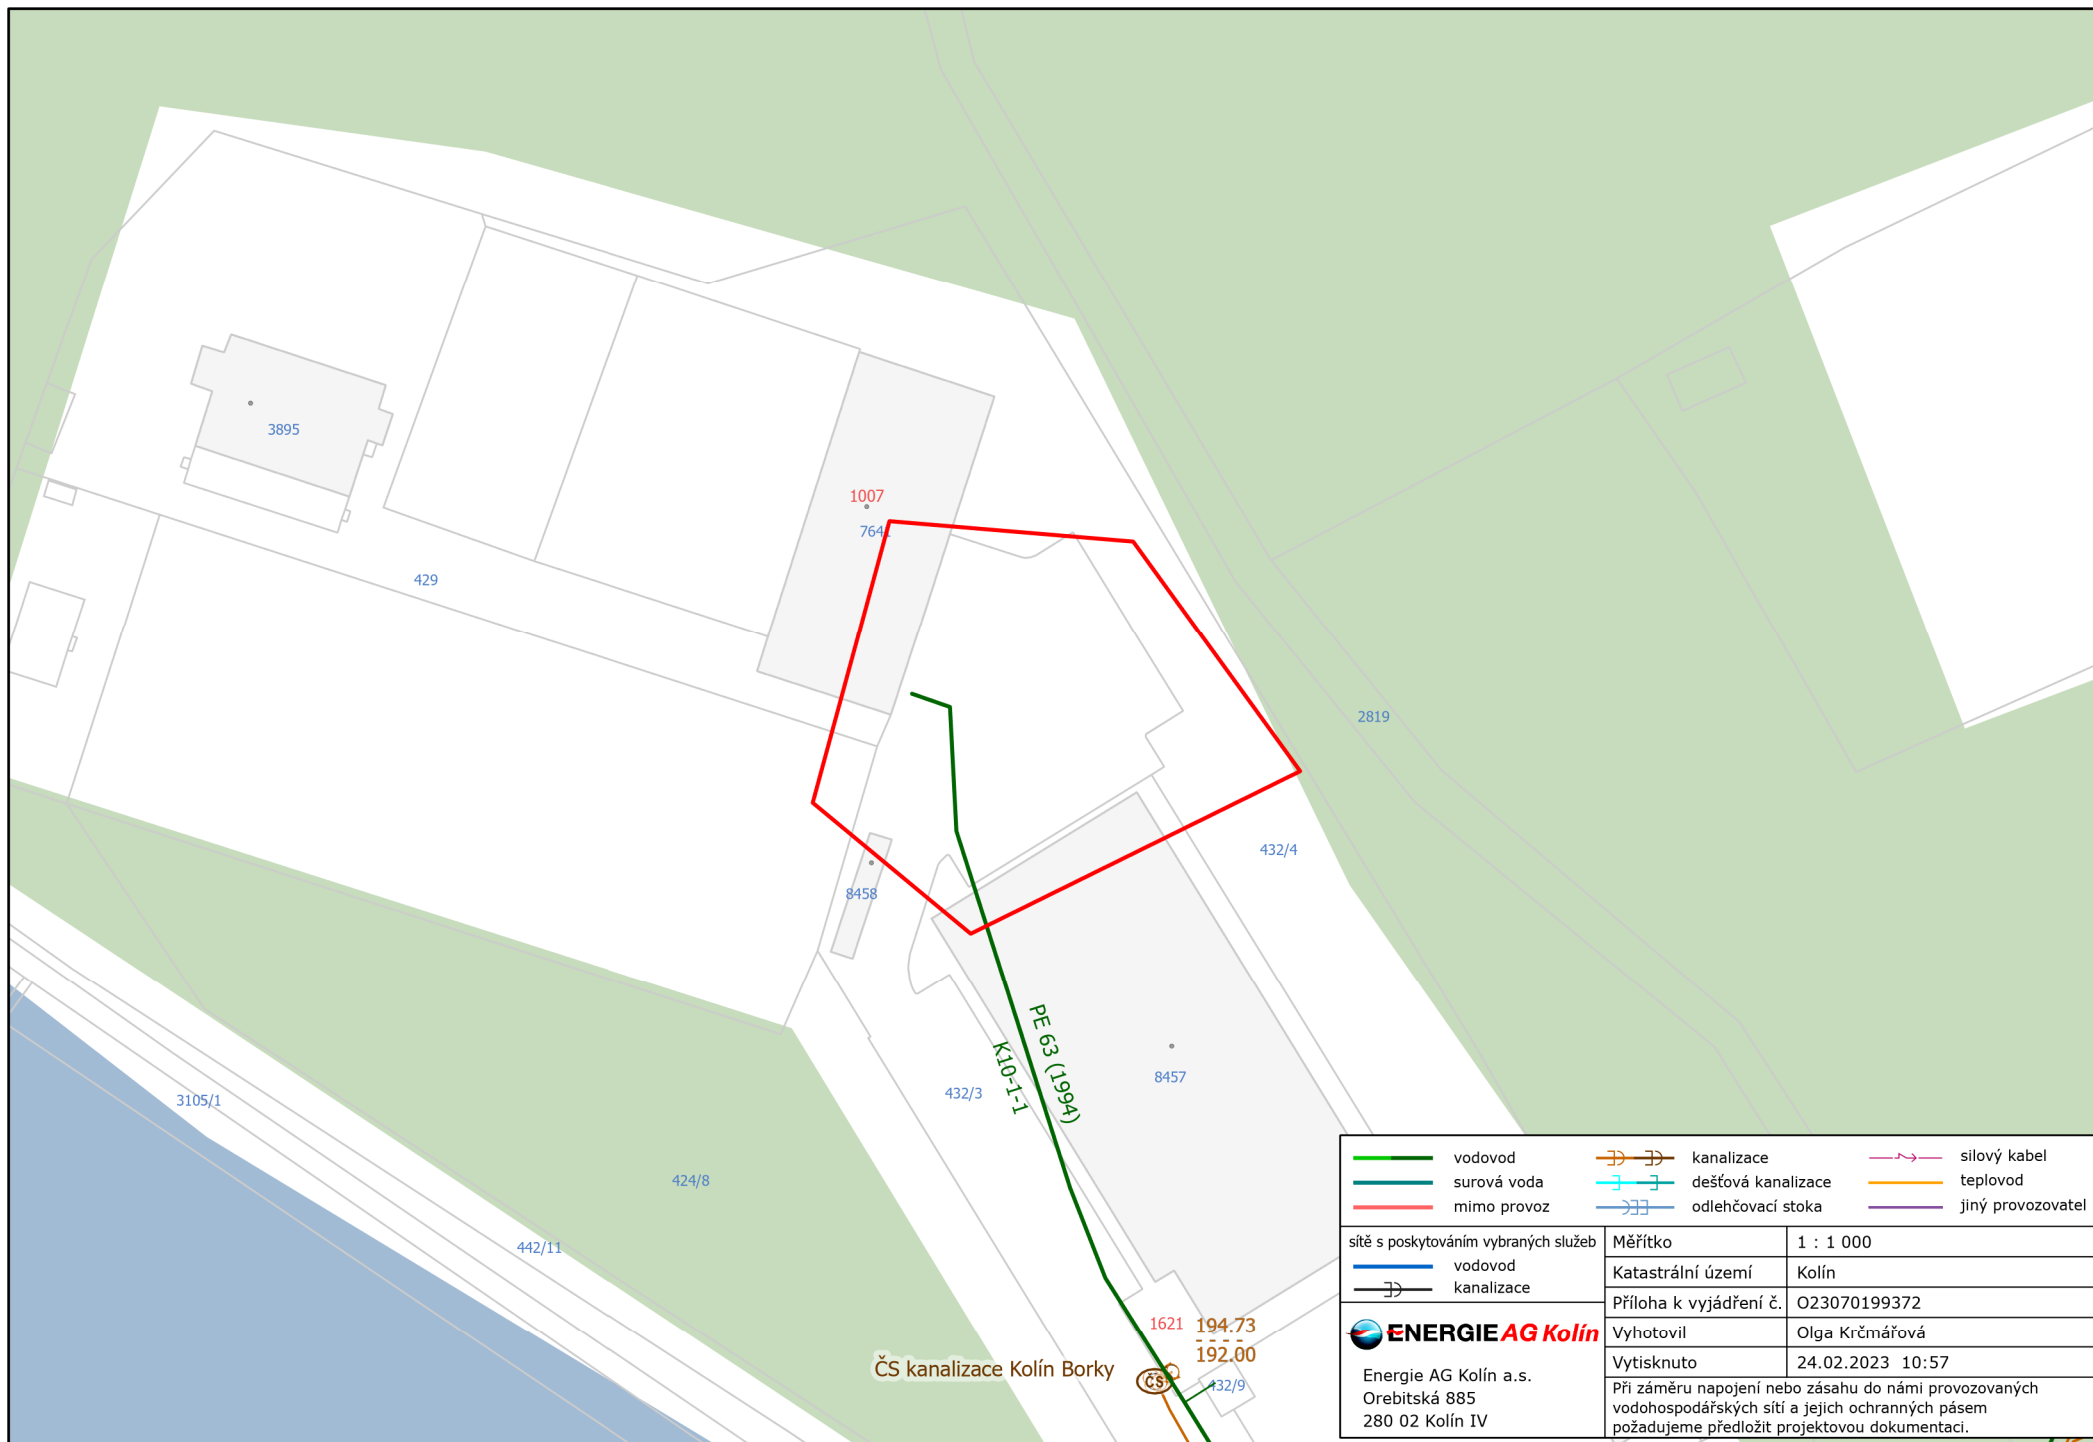 3895
1007
7641
429
2819
432/4
8458
PE 63 (1994)
K10-1-1
432/3
8457
3105/1
424/8
442/11
1621
194.73
192.00
ČS kanalizace Kolín Borky
ČS
432/9
vodovod
surová voda
mimo provoz
kanalizace
dešťová kanalizace
odlehčovací stoka
silový kabel
teplovod
jiný provozovatel
sítě s poskytováním vybraných služeb
vodovod
kanalizace
ENERGIE AG Kolín
Energie AG Kolín a.s.
Orebitská 885
280 02 Kolín IV
Měřítko 1 : 1 000
Katastrální území Kolín
Příloha k vyjádření č. O23070199372
Vyhotovil Olga Krčmářová
Vytisknuto 24.02.2023 10:57
Při záměru napojení nebo zásahu do námi provozovaných
vodohospodářských sítí a jejich ochranných pásem
požadujeme předložit projektovou dokumentaci.